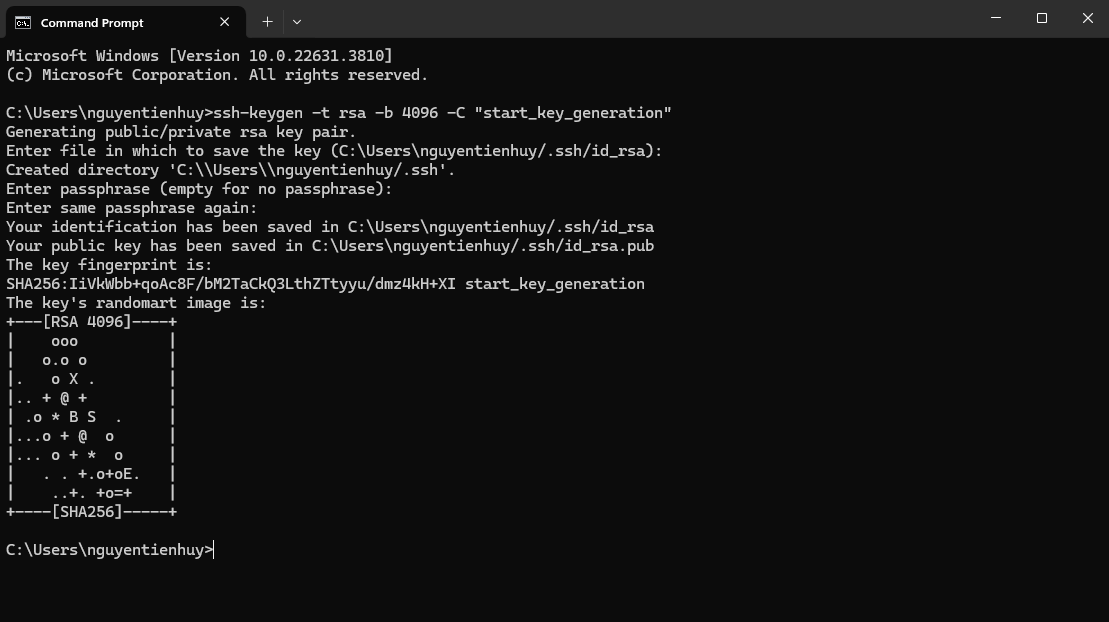 Command Prompt
Microsoft Windows [Version 10.0.22631.3810]
(c) Microsoft Corporation. All rights reserved.
C:\Users\nguyentienhuy>ssh-keygen -t rsa -b 4096 -C "start_key_generation"
Generating public/private rsa key pair.
Enter file in which to save the key (C:\Users\nguyentienhuy/.ssh/id_rsa):
Created directory 'C:\\Users\\nguyentienhuy/.ssh'.
Enter passphrase (empty for no passphrase):
Enter same passphrase again:
Your identification has been saved in C:\Users\nguyentienhuy/.ssh/id_rsa
Your public key has been saved in C:\Users\nguyentienhuy/.ssh/id_rsa.pub
The key fingerprint is:
SHA256:IiVkWbb+qoAc8F/bM2TaCkQ3LthZTtyyu/dmz4kH+XI start_key_generation
The key's randomart image is:
+---[RSA 4096]----+
|    ooo          |
|   o.o o         |
|.   o X .        |
|.. + @ +         |
| .o * B S  .     |
|...o + @  o      |
|... o + *  o     |
|   . . +.o+oE.   |
|    ..+. +o=+    |
+----[SHA256]-----+
C:\Users\nguyentienhuy>